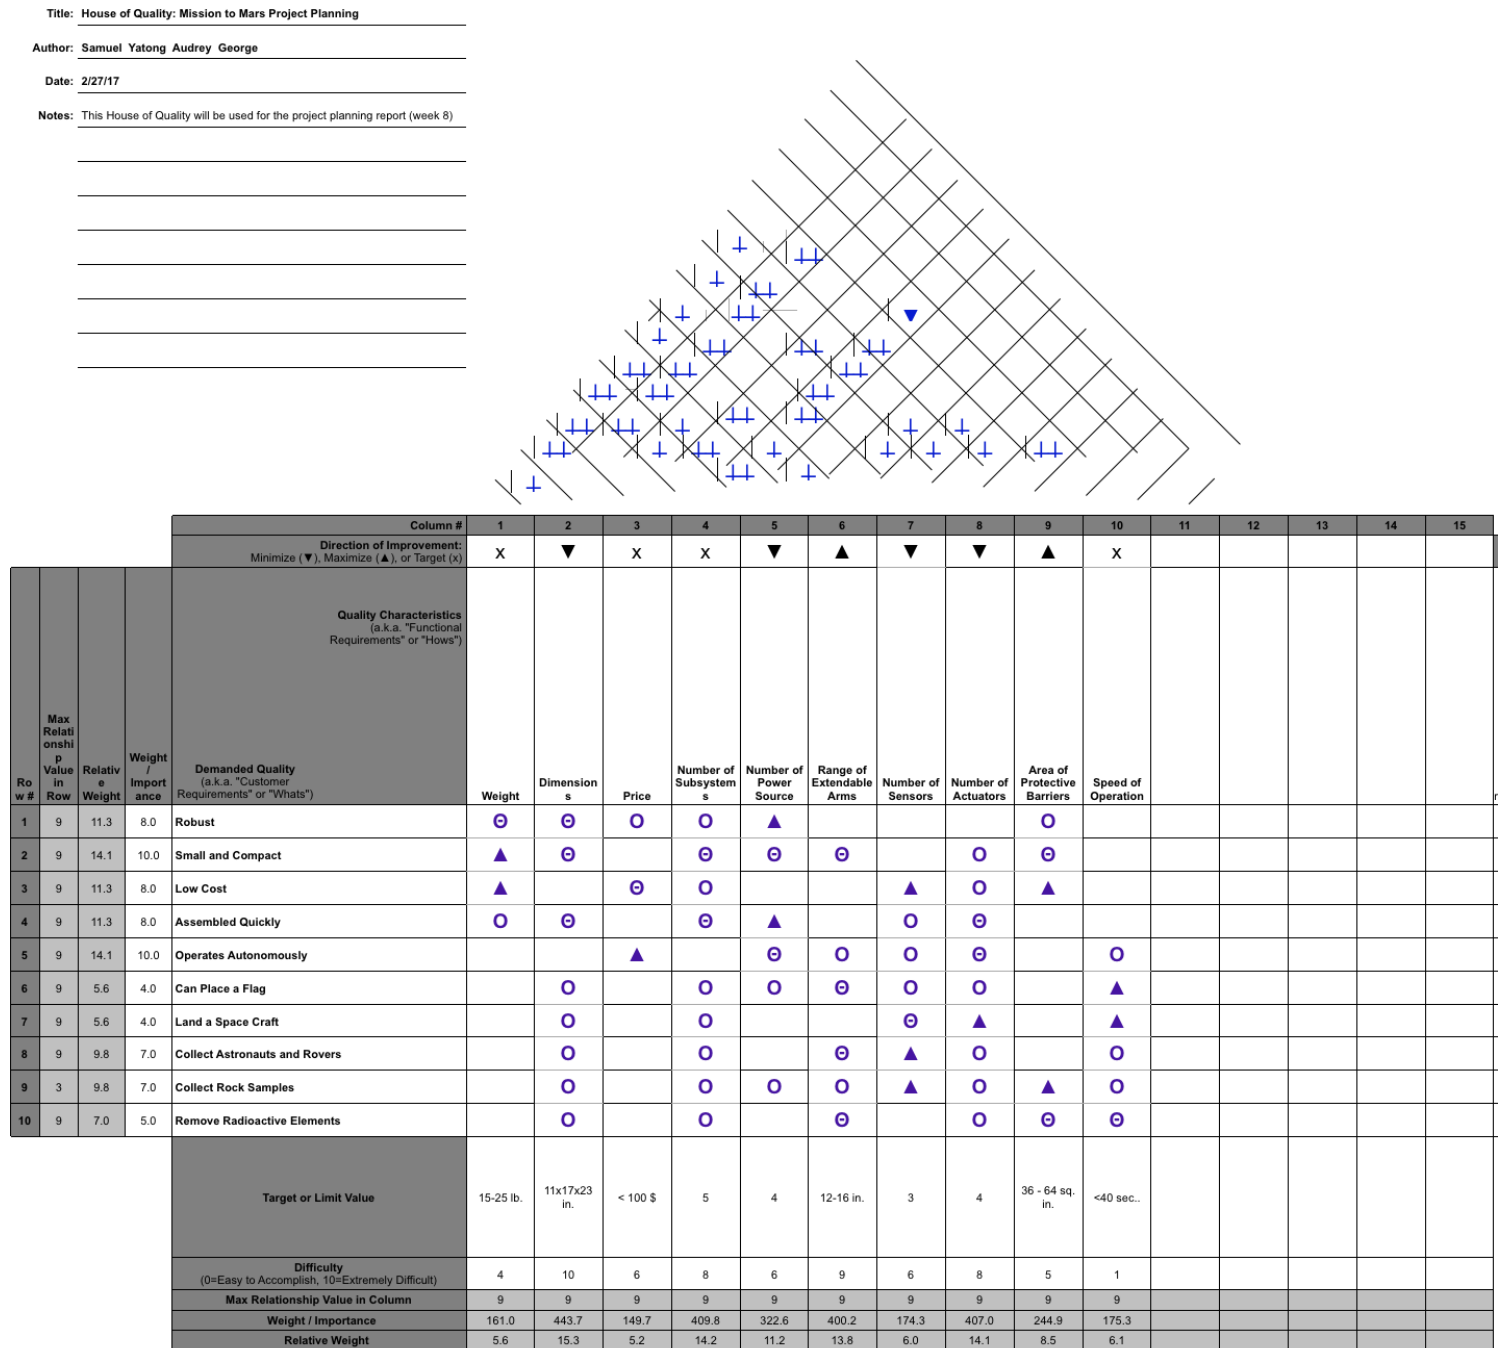 Title: House of Quality: Mission to Mars Project Planning
Author: Samuel Yatong Audrey George
Date: 2/27/17
Notes: This House of Quality will be used for the project planning report (week 8)
Column # 1 2 3 4 5 6 7 8 9 10 11 12 13 14 15
Direction of Improvement:
Minimize (▼), Maximize (▲), or Target (x) x ▼ x x ▼ ▲ ▼ ▼ ▲ x
Quality Characteristics
(a.k.a. "Functional
Requirements" or "Hows")
Ro
w #
Max
Relati
onshi
p
Value
in
Row
Relativ
e
Weight
Weight
/
Import
ance
Demanded Quality
(a.k.a. "Customer
Requirements" or "Whats")
Weight
Dimension
s
Price
Number of
Subsystem
s
Number of
Power
Source
Range of
Extendable
Arms
Number of
Sensors
Number of
Actuators
Area of
Protective
Barriers
Speed of
Operation
1 9 11.3 8.0 Robust Θ Θ Ο Ο ▲ Ο
2 9 14.1 10.0 Small and Compact ▲ Θ Θ Θ Θ Ο Θ
3 9 11.3 8.0 Low Cost ▲ Θ Ο ▲ Ο ▲
4 9 11.3 8.0 Assembled Quickly Ο Θ Θ ▲ Ο Θ
5 9 14.1 10.0 Operates Autonomously ▲ Θ Ο Ο Θ Ο
6 9 5.6 4.0 Can Place a Flag Ο Ο Ο Θ Ο Ο ▲
7 9 5.6 4.0 Land a Space Craft Ο Ο Θ ▲ ▲
8 9 9.8 7.0 Collect Astronauts and Rovers Ο Ο Θ ▲ Ο Ο
9 3 9.8 7.0 Collect Rock Samples Ο Ο Ο Ο ▲ Ο ▲ Ο
10 9 7.0 5.0 Remove Radioactive Elements Ο Ο Θ Ο Θ Θ
Target or Limit Value
15-25 lb.
11x17x23
in.
< 100 $
5
4
12-16 in.
3
4
36 - 64 sq.
in.
<40 sec..
Difficulty
(0=Easy to Accomplish, 10=Extremely Difficult) 4 10 6 8 6 9 6 8 5 1
Max Relationship Value in Column 9 9 9 9 9 9 9 9 9 9
Weight / Importance 161.0 443.7 149.7 409.8 322.6 400.2 174.3 407.0 244.9 175.3
Relative Weight 5.6 15.3 5.2 14.2 11.2 13.8 6.0 14.1 8.5 6.1